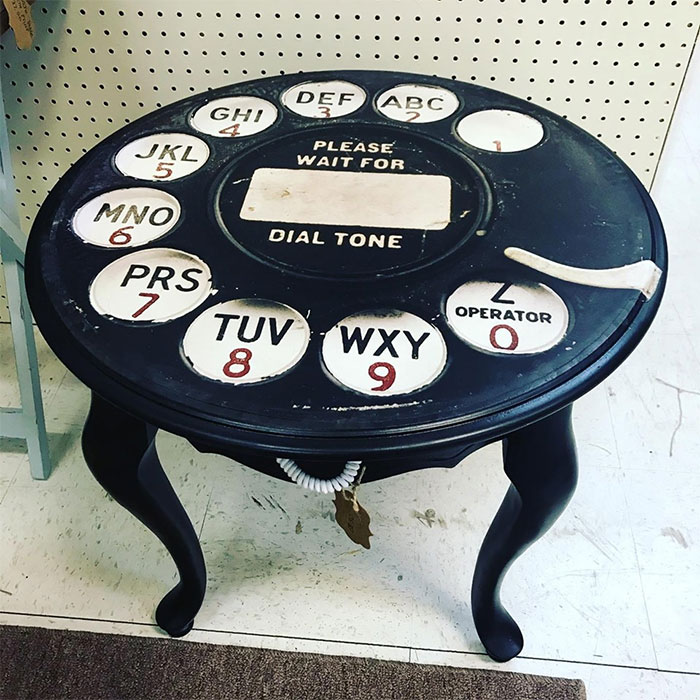 PLEASE
WAIT FOR
DIAL TONE
1
ABC
2
DEF
3
GHI
4
JKL
5
MNO
6
PRS
7
TUV
8
WXY
9
Z
OPERATOR
0